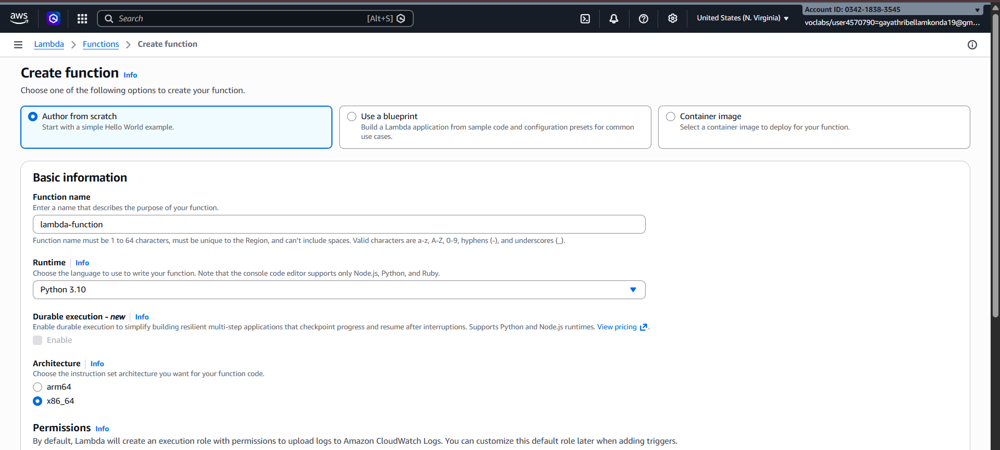 aws
Search
[Alt+S]
United States (N. Virginia)
Account ID: 0342-1838-3545
voclabs/user4570790=gayathribellamkonda19@gm...
Lambda
Functions
Create function
Create function Info
Choose one of the following options to create your function.
Author from scratch
Start with a simple Hello World example.
Use a blueprint
Build a Lambda application from sample code and configuration presets for common
use cases.
Container image
Select a container image to deploy for your function.
Basic information
Function name
Enter a name that describes the purpose of your function.
lambda-function
Function name must be 1 to 64 characters, must be unique to the Region, and can’t include spaces. Valid characters are a-z, A-Z, 0-9, hyphens (-), and underscores (_).
Runtime Info
Choose the language to use to write your function. Note that the console code editor supports only Node.js, Python, and Ruby.
Python 3.10
Durable execution - new Info
Enable durable execution to simplify building resilient multi-step applications that checkpoint progress and resume after interruptions. Supports Python and Node.js runtimes. View pricing.
Enable
Architecture Info
Choose the instruction set architecture you want for your function code.
arm64
x86_64
Permissions Info
By default, Lambda will create an execution role with permissions to upload logs to Amazon CloudWatch Logs. You can customize this default role later when adding triggers.